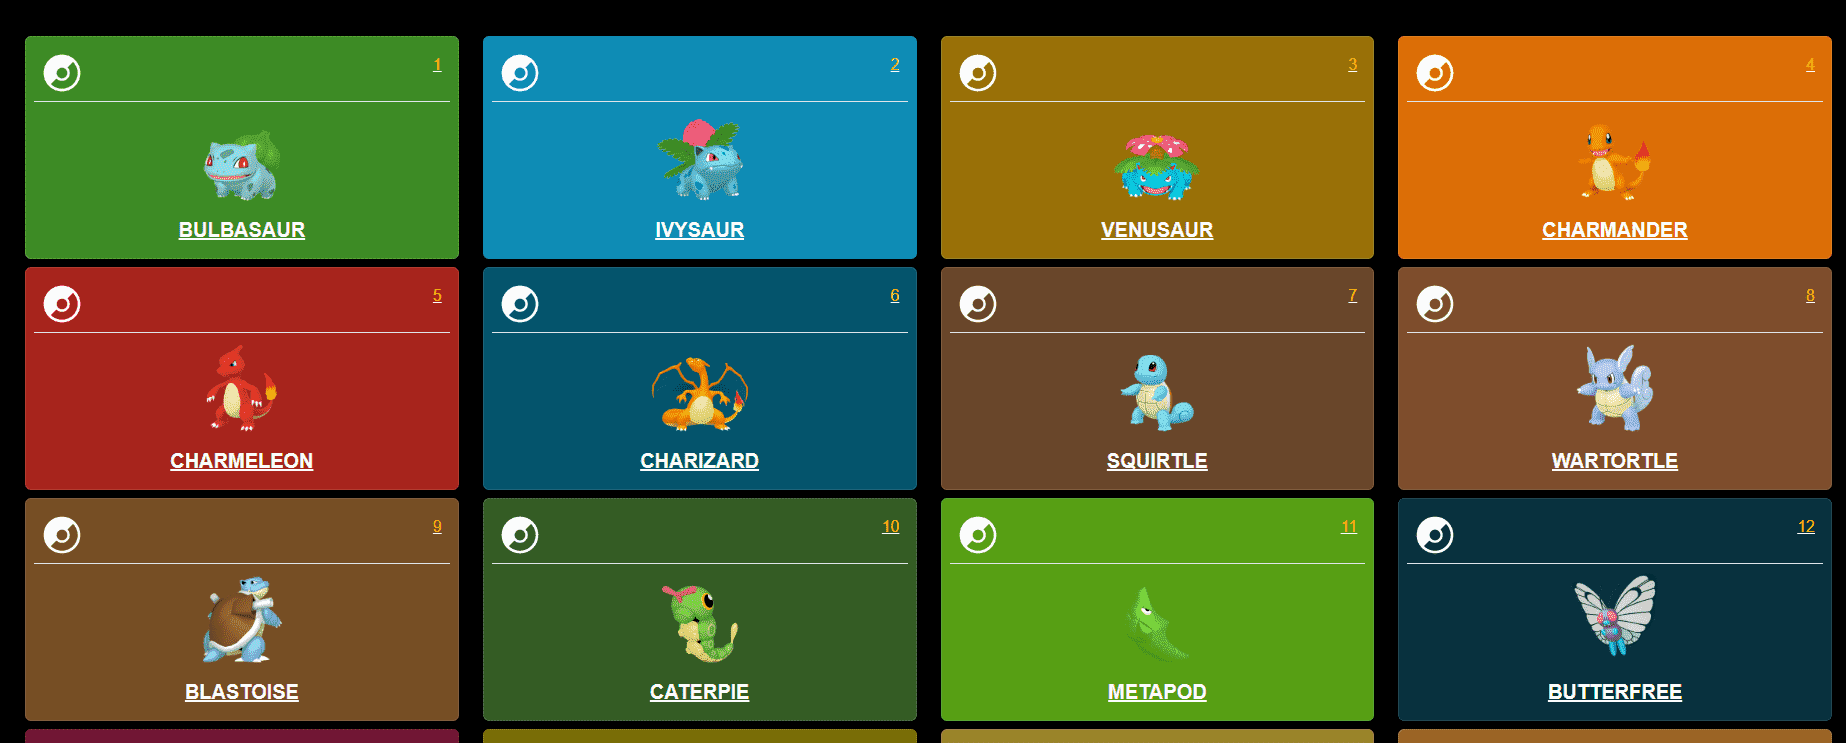 1
2
3
4
BULBASAUR
IVYSAUR
VENUSAUR
CHARMANDER
5
6
7
8
CHARMELEON
CHARIZARD
SQUIRTLE
WARTORTLE
9
10
11
12
BLASTOISE
CATERPIE
METAPOD
BUTTERFREE